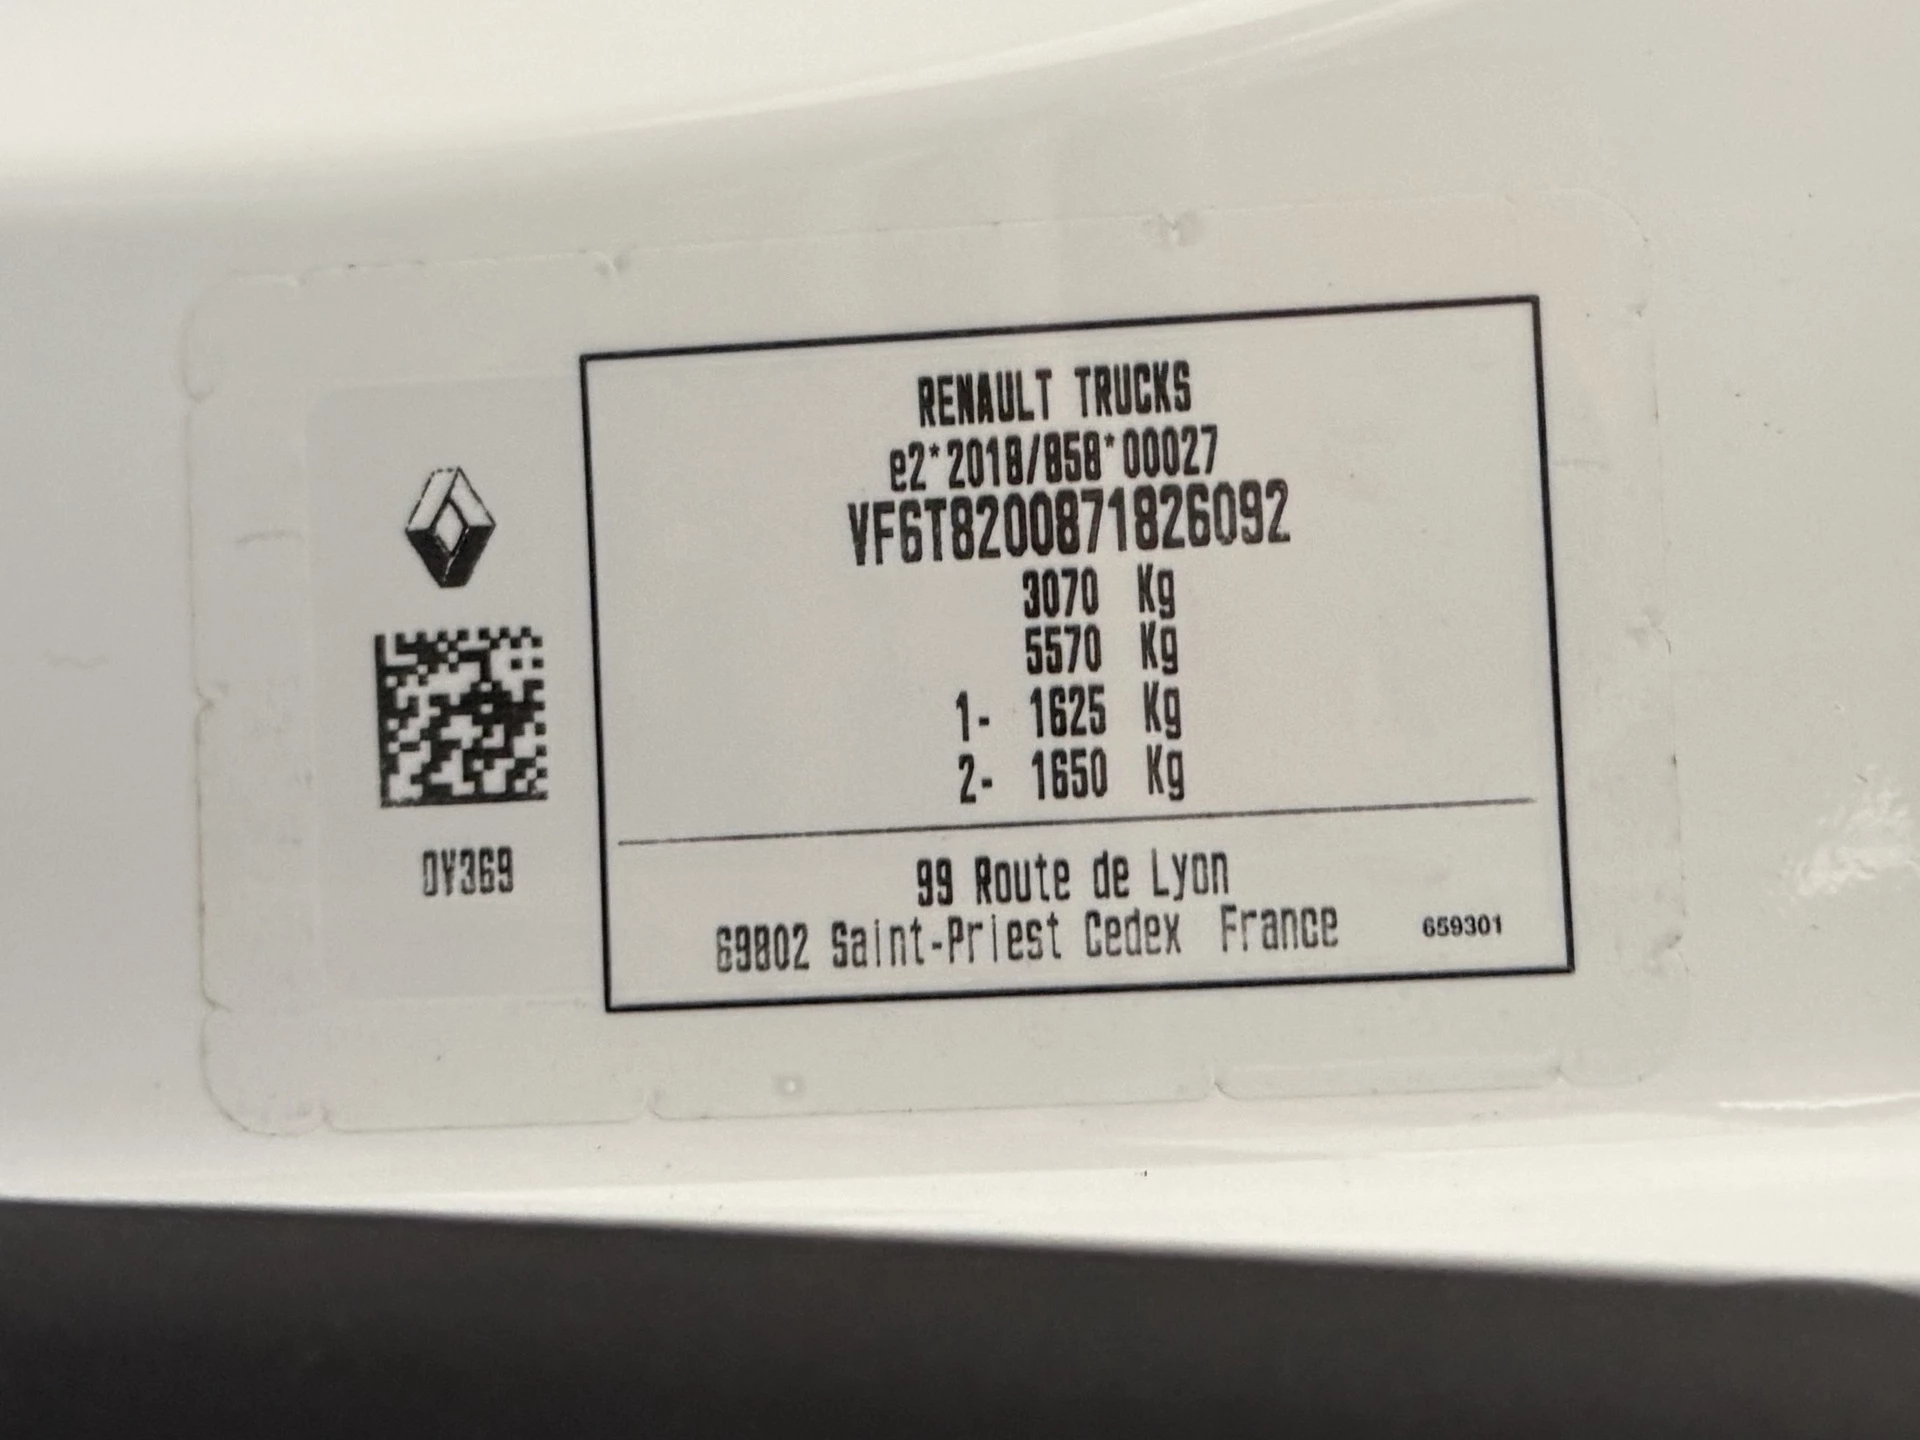 RENAULT TRUCKS
e2*2018/858*00027
VF6T8200871826092
3070 Kg
5570 Kg
1- 1625 Kg
2- 1650 Kg
99 Route de Lyon
69802 Saint-Priest Cedex France
659301
0V369